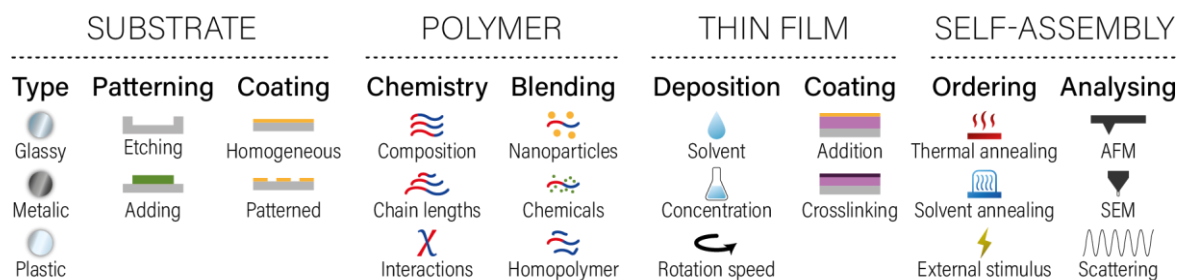 SUBSTRATE
Type
Patterning
Coating
Glassy
Etching
Homogeneous
Metalic
Adding
Patterned
Plastic
POLYMER
Chemistry
Blending
Composition
Nanoparticles
Chain lengths
Chemicals
Interactions
Homopolymer
THIN FILM
Deposition
Coating
Solvent
Addition
Concentration
Crosslinking
Rotation speed
SELF-ASSEMBLY
Ordering
Analysing
Thermal annealing
AFM
Solvent annealing
SEM
External stimulus
Scattering